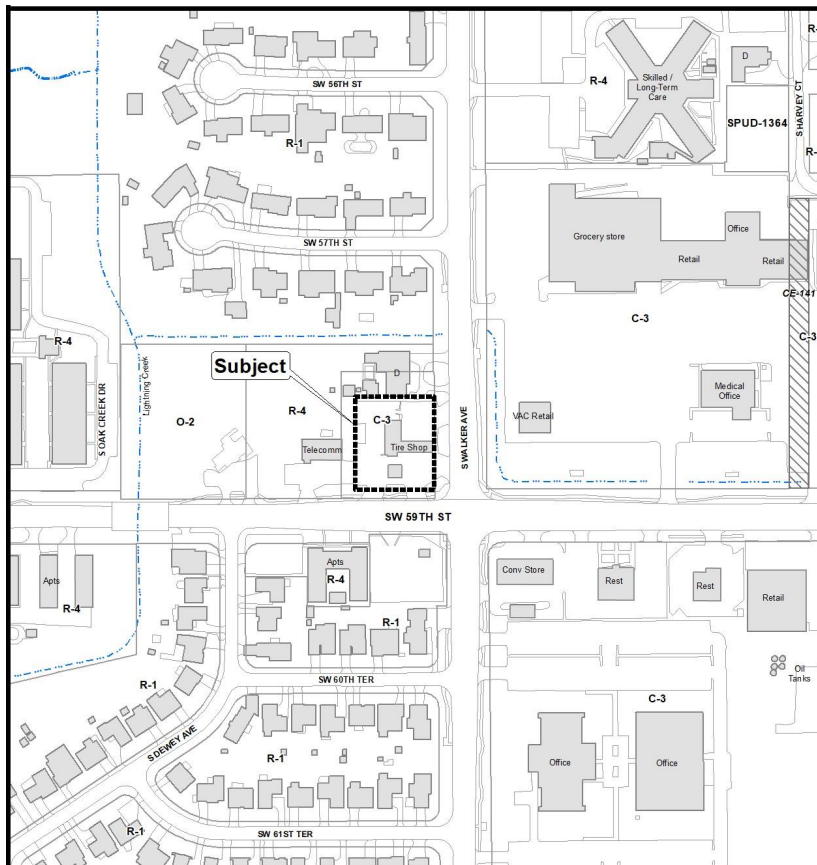 R-
SW 56TH ST
R-4
Skilled /
Long-Term
Care
D
S HARVEY CT
SPUD-1364
R-1
R-
SW 57TH ST
Grocery store
Office
Retail
Retail
CE-141
C-3
C-3
R-4
Lightning Creek
S OAK CREEK DR
Subject
D
O-2
R-4
C-3
Telecomm
Tire Shop
S WALKER AVE
VAC Retail
Medical
Office
SW 59TH ST
Apts
R-4
Apts
R-4
R-1
Conv Store
Rest
Rest
Retail
SW 60TH TER
Oil
Tanks
R-1
C-3
S DEWEY AVE
R-1
Office
Office
R-1
SW 61ST TER